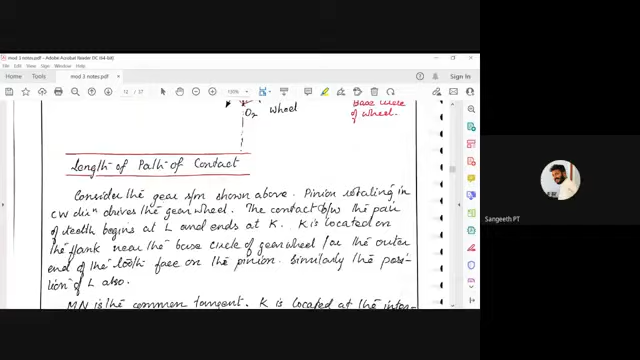 mod 3 notes.pdf - Adobe Acrobat Reader DC (64-bit)
File Edit View Sign Window Help
Home Tools mod 3 notes.pdf × Sign In
12 / 37 150%
O2 wheel
Base circle
of wheel.
Length of Path of Contact
Consider the gear s/m shown above. Pinion rotating in
cw dirⁿ drives the gear wheel. The contact b/w the pair
of teeth begins at L and ends at K. K is located on
the flank near the base circle of gear wheel / or the outer
end of the tooth face on the pinion. Similarly the posi-
tion of L also.
MN is the common tangent. K is located at the inter-
Sangeeth PT